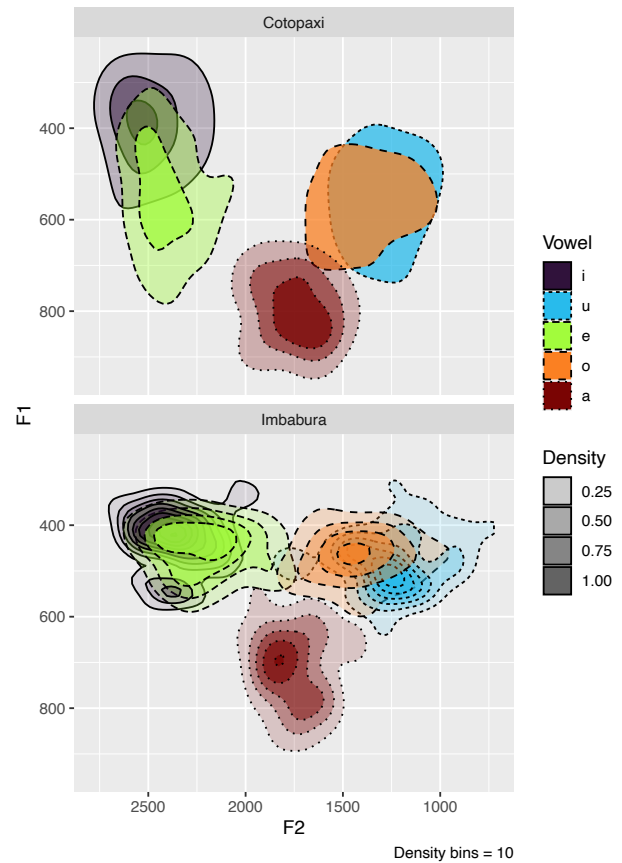 Cotopaxi
400
600
800
F1
Imbabura
400
600
800
2500
2000
1500
1000
F2
Vowel
i
u
e
o
a
Density
0.25
0.50
0.75
1.00
Density bins = 10